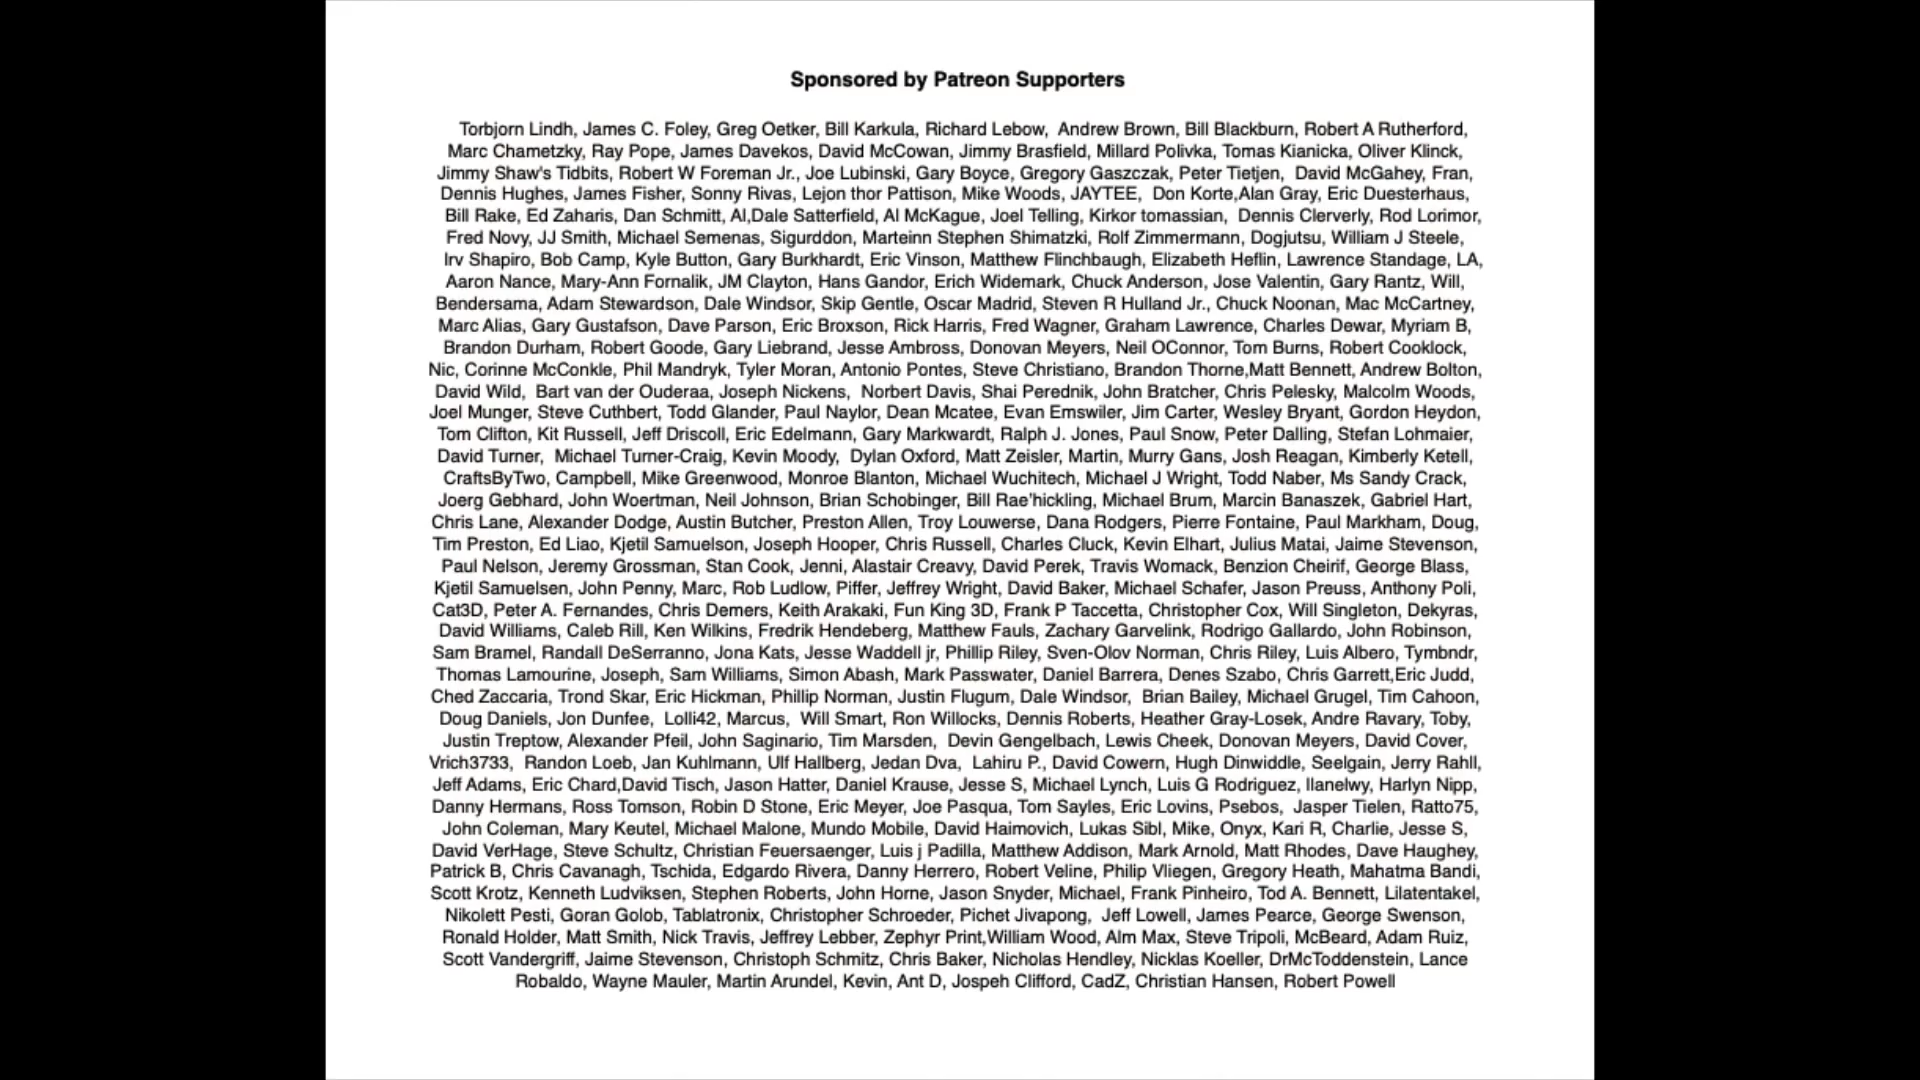 Sponsored by Patreon Supporters
Torbjorn Lindh, James C. Foley, Greg Oetker, Bill Karkula, Richard Lebow, Andrew Brown, Bill Blackburn, Robert A Rutherford,
Marc Chametzky, Ray Pope, James Davekos, David McCowan, Jimmy Brasfield, Millard Polivka, Tomas Kianicka, Oliver Klinck,
Jimmy Shaw's Tidbits, Robert W Foreman Jr., Joe Lubinski, Gary Boyce, Gregory Gaszczak, Peter Tietjen, David McGahey, Fran,
Dennis Hughes, James Fisher, Sonny Rivas, Lejon thor Pattison, Mike Woods, JAYTEE, Don Korte,Alan Gray, Eric Duesterhaus,
Bill Rake, Ed Zaharis, Dan Schmitt, Al,Dale Satterfield, Al McKague, Joel Telling, Kirkor tomassian, Dennis Clerverly, Rod Lorimor,
Fred Novy, JJ Smith, Michael Semenas, Sigurddon, Marteinn Stephen Shimatzki, Rolf Zimmermann, Dogjutsu, William J Steele,
Irv Shapiro, Bob Camp, Kyle Button, Gary Burkhardt, Eric Vinson, Matthew Flinchbaugh, Elizabeth Heflin, Lawrence Standage, LA,
Aaron Nance, Mary-Ann Fornalik, JM Clayton, Hans Gandor, Erich Widemark, Chuck Anderson, Jose Valentin, Gary Rantz, Will,
Bendersama, Adam Stewardson, Dale Windsor, Skip Gentle, Oscar Madrid, Steven R Hulland Jr., Chuck Noonan, Mac McCartney,
Marc Alias, Gary Gustafson, Dave Parson, Eric Broxson, Rick Harris, Fred Wagner, Graham Lawrence, Charles Dewar, Myriam B,
Brandon Durham, Robert Goode, Gary Liebrand, Jesse Ambross, Donovan Meyers, Neil OConnor, Tom Burns, Robert Cooklock,
Nic, Corinne McConkle, Phil Mandryk, Tyler Moran, Antonio Pontes, Steve Christiano, Brandon Thorne,Matt Bennett, Andrew Bolton,
David Wild, Bart van der Ouderaa, Joseph Nickens, Norbert Davis, Shai Perednik, John Bratcher, Chris Pelesky, Malcolm Woods,
Joel Munger, Steve Cuthbert, Todd Glander, Paul Naylor, Dean Mcatee, Evan Emswiler, Jim Carter, Wesley Bryant, Gordon Heydon,
Tom Clifton, Kit Russell, Jeff Driscoll, Eric Edelmann, Gary Markwardt, Ralph J. Jones, Paul Snow, Peter Dalling, Stefan Lohmaier,
David Turner, Michael Turner-Craig, Kevin Moody, Dylan Oxford, Matt Zeisler, Martin, Murry Gans, Josh Reagan, Kimberly Ketell,
CraftsByTwo, Campbell, Mike Greenwood, Monroe Blanton, Michael Wuchitech, Michael J Wright, Todd Naber, Ms Sandy Crack,
Joerg Gebhard, John Woertman, Neil Johnson, Brian Schobinger, Bill Rae'hickling, Michael Brum, Marcin Banaszek, Gabriel Hart,
Chris Lane, Alexander Dodge, Austin Butcher, Preston Allen, Troy Louwerse, Dana Rodgers, Pierre Fontaine, Paul Markham, Doug,
Tim Preston, Ed Liao, Kjetil Samuelson, Joseph Hooper, Chris Russell, Charles Cluck, Kevin Elhart, Julius Matai, Jaime Stevenson,
Paul Nelson, Jeremy Grossman, Stan Cook, Jenni, Alastair Creavy, David Perek, Travis Womack, Benzion Cheirif, George Blass,
Kjetil Samuelsen, John Penny, Marc, Rob Ludlow, Piffer, Jeffrey Wright, David Baker, Michael Schafer, Jason Preuss, Anthony Poli,
Cat3D, Peter A. Fernandes, Chris Demers, Keith Arakaki, Fun King 3D, Frank P Taccetta, Christopher Cox, Will Singleton, Dekyras,
David Williams, Caleb Rill, Ken Wilkins, Fredrik Hendeberg, Matthew Fauls, Zachary Garvelink, Rodrigo Gallardo, John Robinson,
Sam Bramel, Randall DeSerranno, Jona Kats, Jesse Waddell jr, Phillip Riley, Sven-Olov Norman, Chris Riley, Luis Albero, Tymbndr,
Thomas Lamourine, Joseph, Sam Williams, Simon Abash, Mark Passwater, Daniel Barrera, Denes Szabo, Chris Garrett,Eric Judd,
Ched Zaccaria, Trond Skar, Eric Hickman, Phillip Norman, Justin Flugum, Dale Windsor, Brian Bailey, Michael Grugel, Tim Cahoon,
Doug Daniels, Jon Dunfee, Lolli42, Marcus, Will Smart, Ron Willocks, Dennis Roberts, Heather Gray-Losek, Andre Ravary, Toby,
Justin Treptow, Alexander Pfeil, John Saginario, Tim Marsden, Devin Gengelbach, Lewis Cheek, Donovan Meyers, David Cover,
Vrich3733, Randon Loeb, Jan Kuhlmann, Ulf Hallberg, Jedan Dva, Lahiru P., David Cowern, Hugh Dinwiddle, Seelgain, Jerry Rahll,
Jeff Adams, Eric Chard,David Tisch, Jason Hatter, Daniel Krause, Jesse S, Michael Lynch, Luis G Rodriguez, llanelwy, Harlyn Nipp,
Danny Hermans, Ross Tomson, Robin D Stone, Eric Meyer, Joe Pasqua, Tom Sayles, Eric Lovins, Psebos, Jasper Tielen, Ratto75,
John Coleman, Mary Keutel, Michael Malone, Mundo Mobile, David Haimovich, Lukas Sibl, Mike, Onyx, Kari R, Charlie, Jesse S,
David VerHage, Steve Schultz, Christian Feuersaenger, Luis j Padilla, Matthew Addison, Mark Arnold, Matt Rhodes, Dave Haughey,
Patrick B, Chris Cavanagh, Tschida, Edgardo Rivera, Danny Herrero, Robert Veline, Philip Vliegen, Gregory Heath, Mahatma Bandi,
Scott Krotz, Kenneth Ludviksen, Stephen Roberts, John Horne, Jason Snyder, Michael, Frank Pinheiro, Tod A. Bennett, Lilatentakel,
Nikolett Pesti, Goran Golob, Tablatronix, Christopher Schroeder, Pichet Jivapong, Jeff Lowell, James Pearce, George Swenson,
Ronald Holder, Matt Smith, Nick Travis, Jeffrey Lebber, Zephyr Print,William Wood, Alm Max, Steve Tripoli, McBeard, Adam Ruiz,
Scott Vandergriff, Jaime Stevenson, Christoph Schmitz, Chris Baker, Nicholas Hendley, Nicklas Koeller, DrMcToddenstein, Lance
Robaldo, Wayne Mauler, Martin Arundel, Kevin, Ant D, Jospeh Clifford, CadZ, Christian Hansen, Robert Powell